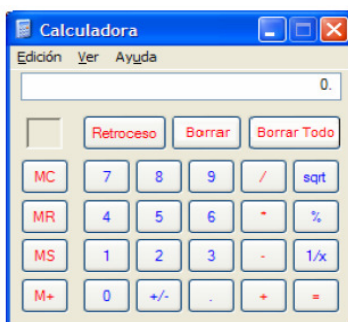 Calculadora
Edición Ver Ayuda
0.
Retroceso Borrar Borrar Todo
MC 7 8 9 / sqrt
MR 4 5 6 * %
MS 1 2 3 - 1/x
M+ 0 +/- . + =